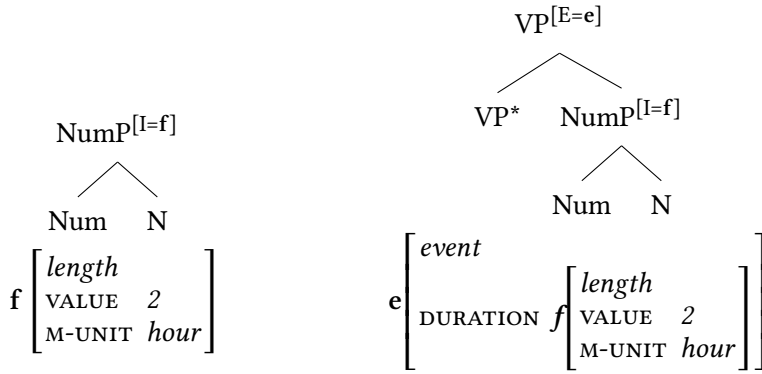 VP[E=e]
VP* NumP[I=f]
NumP[I=f]
Num N
Num N
f [length
VALUE 2
M-UNIT hour]
e [event
DURATION f [length
VALUE 2
M-UNIT hour]]